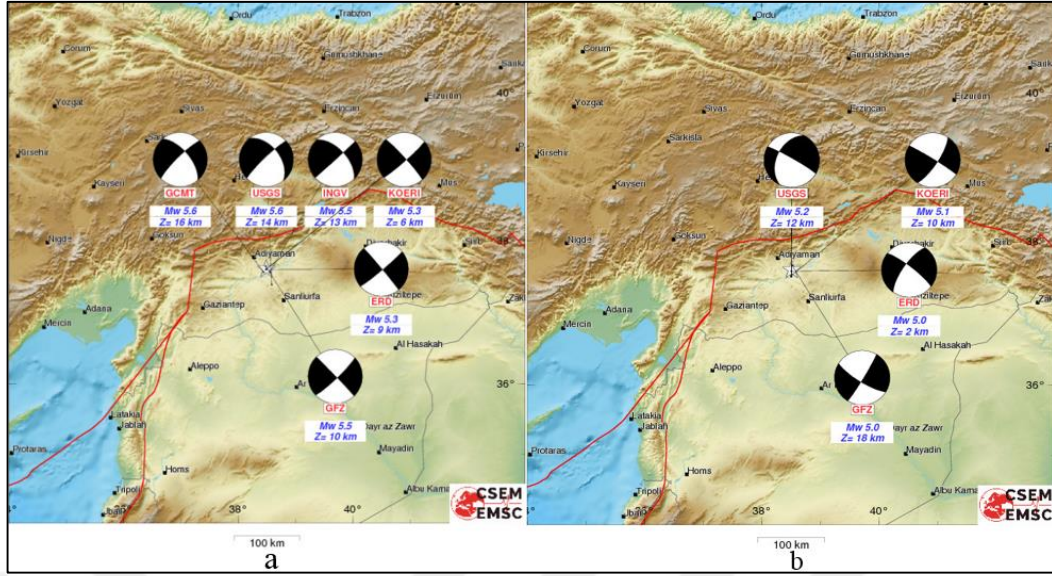 Ordu
Trabzon
Corum
Gumushkhane
Yozgat
Sivas
Erzincan
Erzurum
40°
Kirsehir
Kayseri
Mus
GCMT
USGS
INGV
KOERI
Mw 5.6
Z= 16 km
Mw 5.6
Z= 14 km
Mw 5.5
Z= 13 km
Mw 5.3
Z= 6 km
Nigde
Goksun
38°
Adiyaman
Sanliurfa
Gaziantep
Adana
Mercin
ERD
Mw 5.3
Z= 9 km
Al Hasakah
Aleppo
36°
GFZ
Mw 5.5
Z= 10 km
Latakia
Jablah
Protaras
Homs
Mayadin
Tripoli
38°
40°
CSEM
EMSC
100 km
a
Ordu
Trabzon
Corum
Gumushkhane
Yozgat
Sivas
Erzincan
Erzurum
40°
Sarkisla
Kirsehir
Kayseri
Mus
USGS
KOERI
Mw 5.2
Z= 12 km
Mw 5.1
Z= 10 km
Nigde
Goksun
38°
Adiyaman
Sanliurfa
Gaziantep
Adana
Mercin
ERD
Mw 5.0
Z= 2 km
Al Hasakah
Aleppo
36°
GFZ
Mw 5.0
Z= 18 km
Latakia
Jablah
Protaras
Homs
Mayadin
Tripoli
38°
40°
CSEM
EMSC
100 km
b